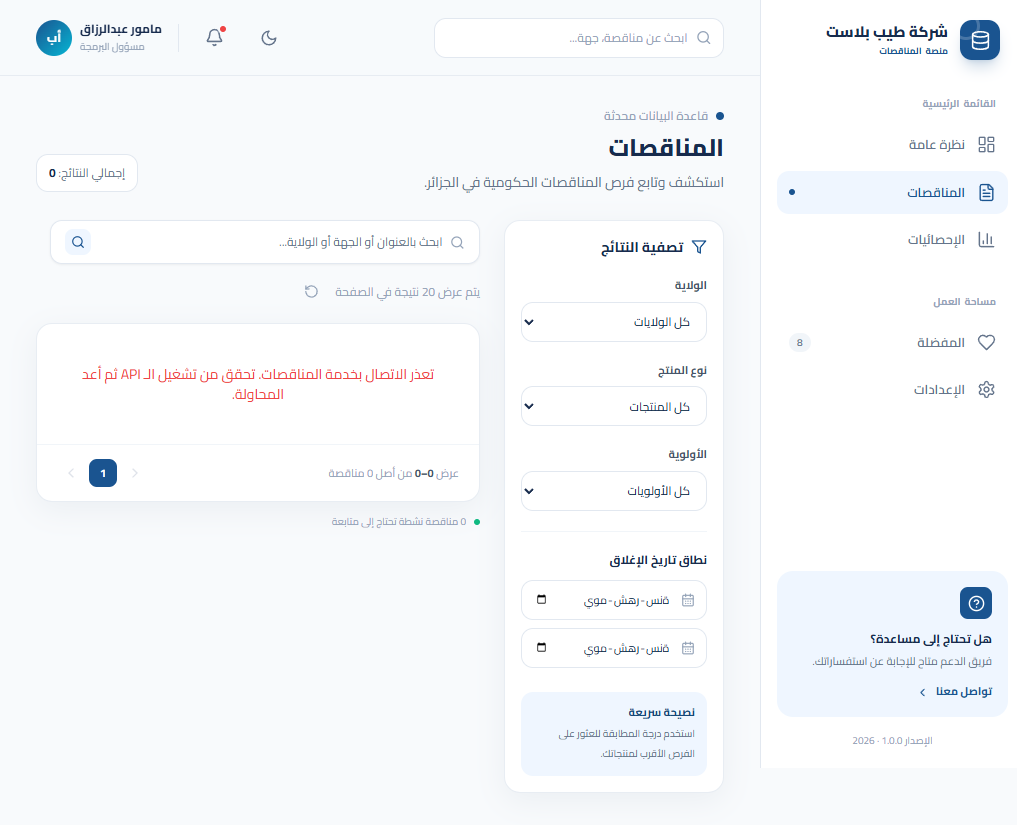 شركة طيب بلاست
منصة المناقصات
القائمة الرئيسية
نظرة عامة
المناقصات
الإحصائيات
مساحة العمل
المفضلة
8
الإعدادات
هل تحتاج إلى مساعدة؟
فريق الدعم متاح للإجابة عن استفساراتك.
تواصل معنا
الإصدار 1.0.0 · 2026
ابحث عن مناقصة، جهة...
مامور عبدالرزاق
مسؤول البرمجة
أب
قاعدة البيانات محدثة
المناقصات
استكشف وتابع فرص المناقصات الحكومية في الجزائر.
إجمالي النتائج: 0
تصفية النتائج
الولاية
كل الولايات
نوع المنتج
كل المنتجات
الأولوية
كل الأولويات
نطاق تاريخ الإغلاق
ةنس-رهش-موي
ةنس-رهش-موي
نصيحة سريعة
استخدم درجة المطابقة للعثور على
الفرص الأقرب لمنتجاتك.
ابحث بالعنوان أو الجهة أو الولاية...
يتم عرض 20 نتيجة في الصفحة
تعذر الاتصال بخدمة المناقصات. تحقق من تشغيل الـ API ثم أعد
المحاولة.
عرض 0–0 من أصل 0 مناقصة
1
0 مناقصة نشطة تحتاج إلى متابعة